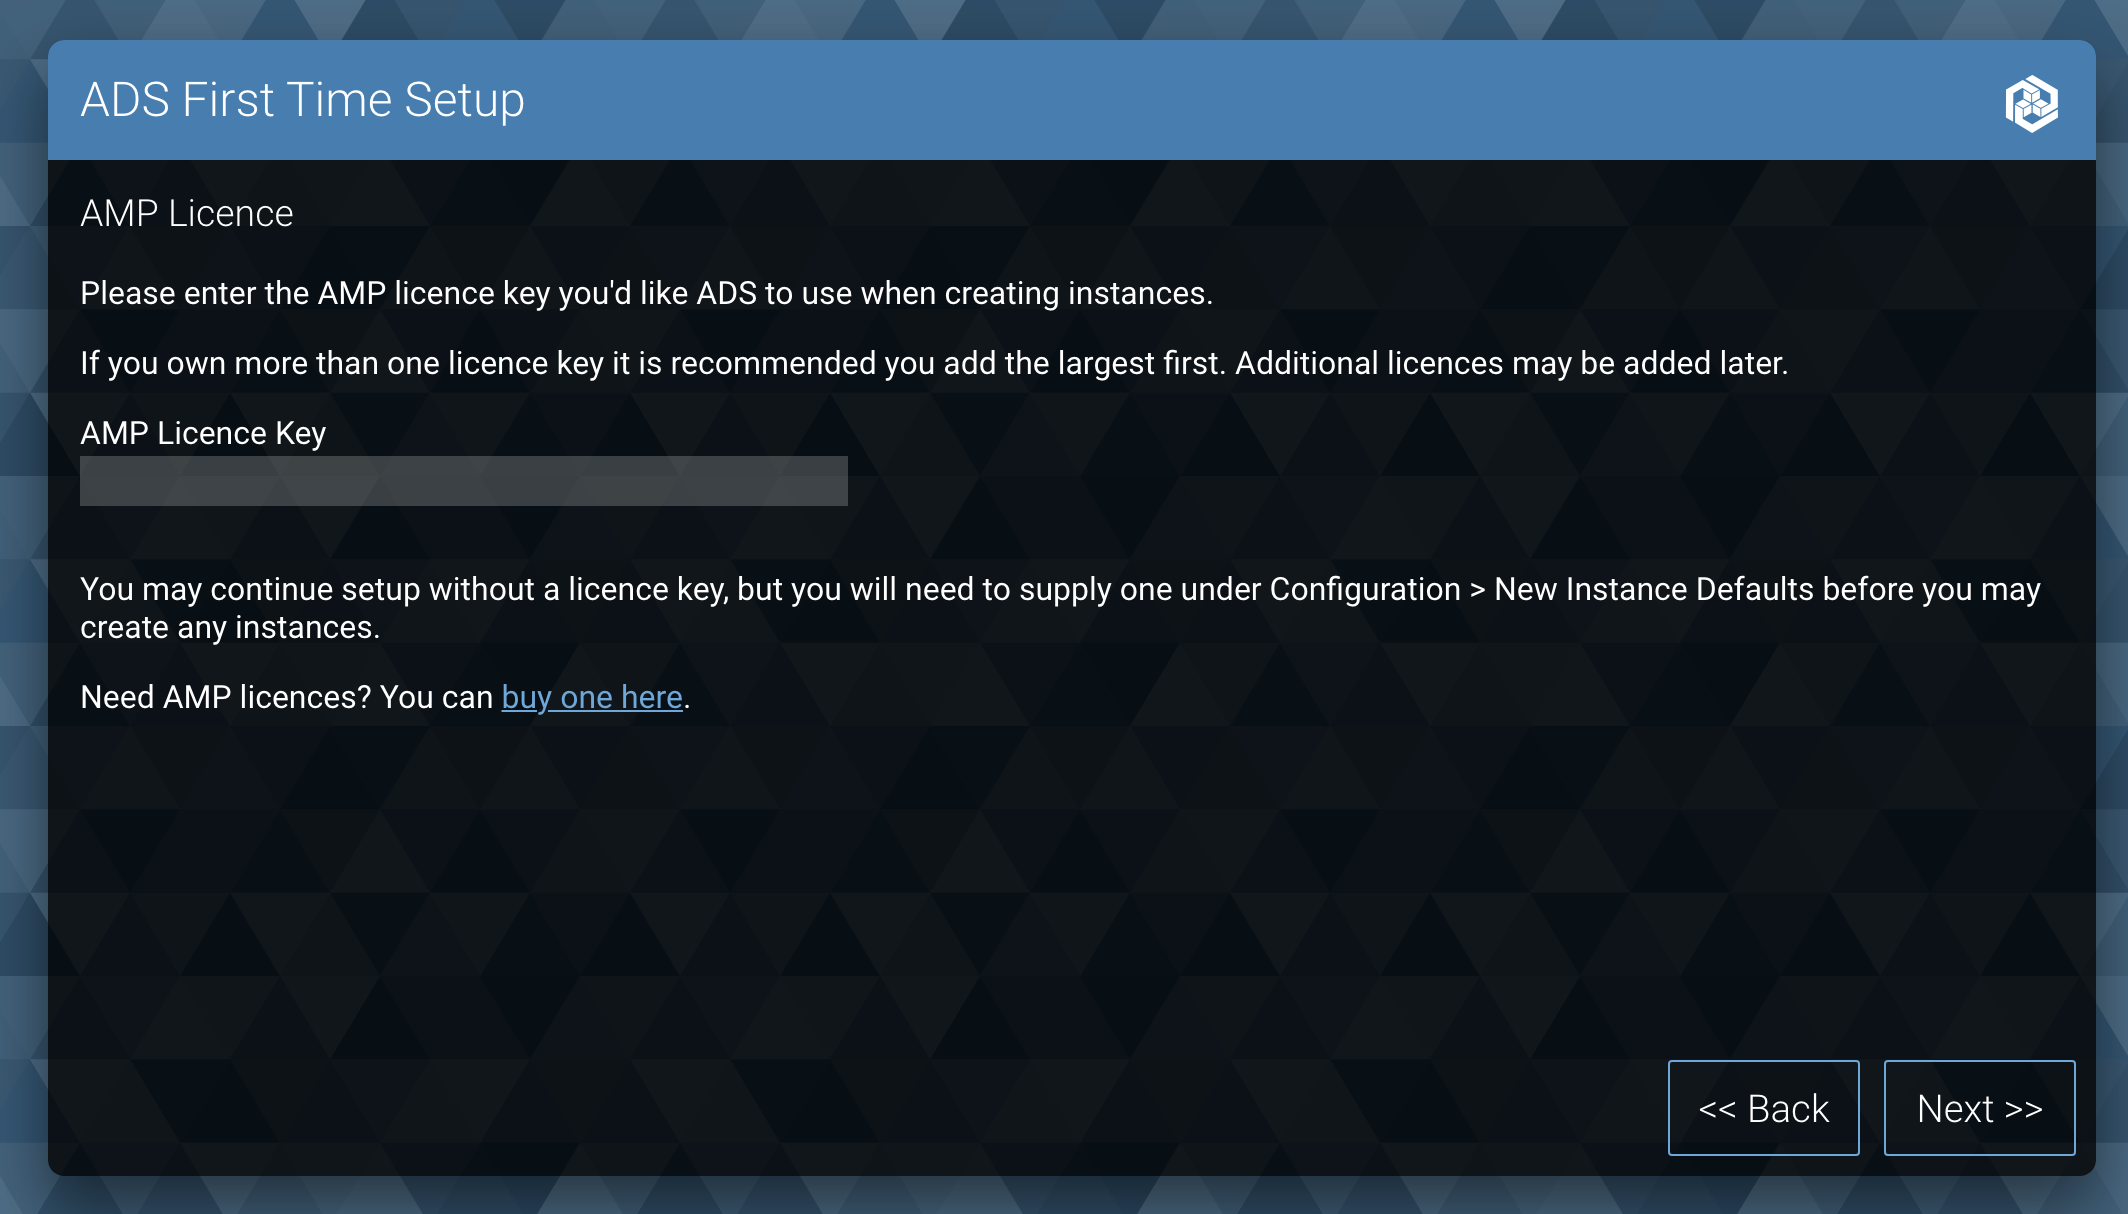 ADS First Time Setup
AMP Licence
Please enter the AMP licence key you'd like ADS to use when creating instances.
If you own more than one licence key it is recommended you add the largest first. Additional licences may be added later.
AMP Licence Key
You may continue setup without a licence key, but you will need to supply one under Configuration > New Instance Defaults before you may
create any instances.
Need AMP licences? You can buy one here.
<< Back
Next >>